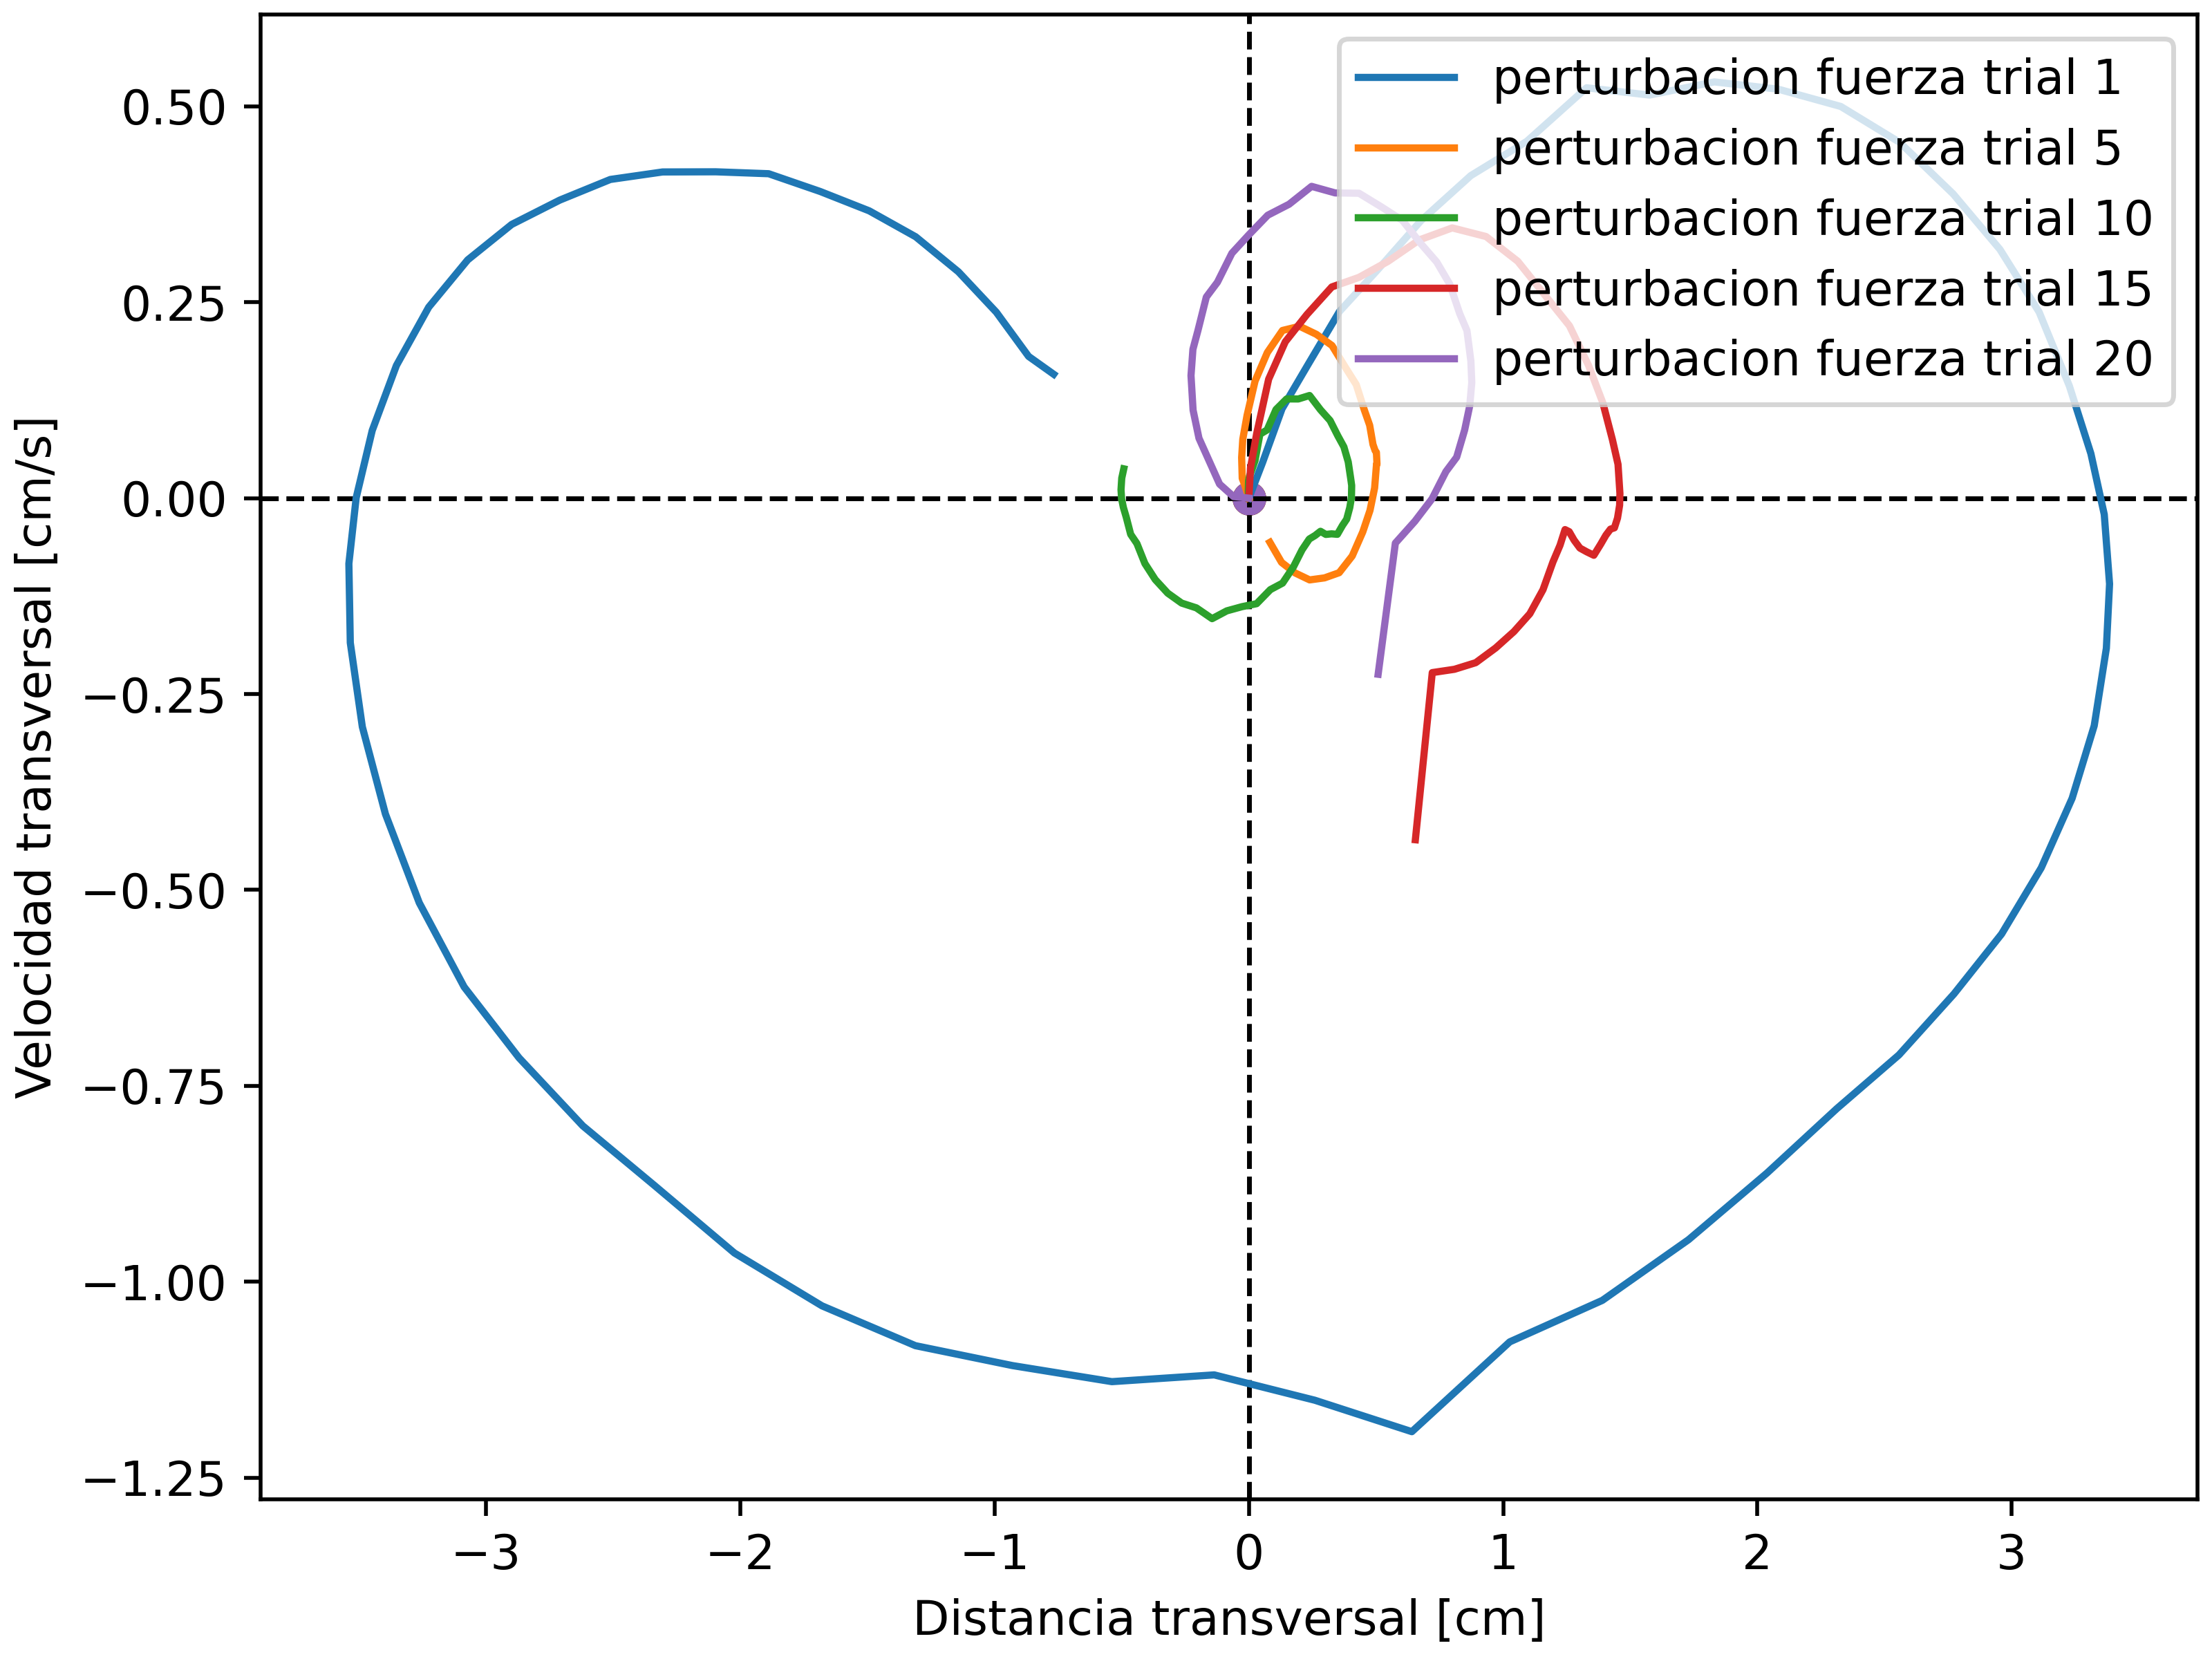 perturbacion fuerza trial 1
perturbacion fuerza trial 5
perturbacion fuerza trial 10
perturbacion fuerza trial 15
perturbacion fuerza trial 20
0.50
0.25
0.00
−0.25
−0.50
−0.75
−1.00
−1.25
Velocidad transversal [cm/s]
−3 −2 −1 0 1 2 3
Distancia transversal [cm]